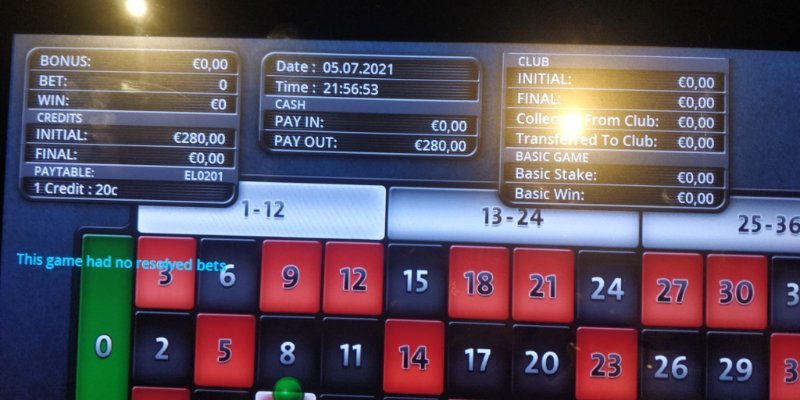 BONUS: €0,00
BET: 0
WIN: €0
CREDITS
INITIAL: €280,00
FINAL: €0,00
PAYTABLE: EL0201
1 Credit : 20c
Date : 05.07.2021
Time : 21:56:53
CASH
PAY IN: €0,00
PAY OUT: €280,00
CLUB
INITIAL: €0,00
FINAL: €0,00
From Club: €0,00
Transferred To Club: €0,00
BASIC GAME
Basic Stake: €0,00
Basic Win: €0,00
1-12 13-24 25-36
This game had no resolved bets
3 6 9 12 15 18 21 24 27 30
0 2 5 8 11 14 17 20 23 26 29